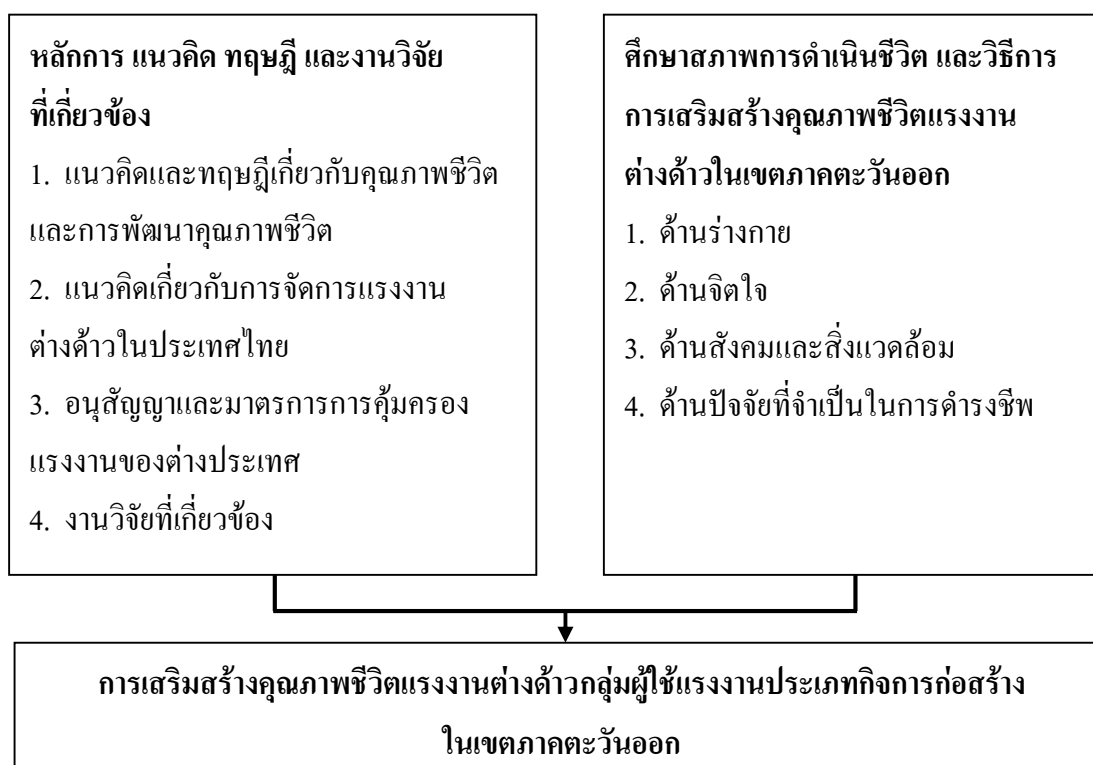 หลักการ แนวคิด ทฤษฎี และงานวิจัย
ที่เกี่ยวข้อง
1. แนวคิดและทฤษฎีเกี่ยวกับคุณภาพชีวิต
และการพัฒนาคุณภาพชีวิต
2. แนวคิดเกี่ยวกับการจัดการแรงงาน
ต่างด้าวในประเทศไทย
3. อนุสัญญาและมาตรการการคุ้มครอง
แรงงานของต่างประเทศ
4. งานวิจัยที่เกี่ยวข้อง
ศึกษาสภาพการดำเนินชีวิต และวิธีการ
การเสริมสร้างคุณภาพชีวิตแรงงาน
ต่างด้าวในเขตภาคตะวันออก
1. ด้านร่างกาย
2. ด้านจิตใจ
3. ด้านสังคมและสิ่งแวดล้อม
4. ด้านปัจจัยที่จำเป็นในการดำรงชีพ
การเสริมสร้างคุณภาพชีวิตแรงงานต่างด้าวกลุ่มผู้ใช้แรงงานประเภทกิจการก่อสร้าง
ในเขตภาคตะวันออก